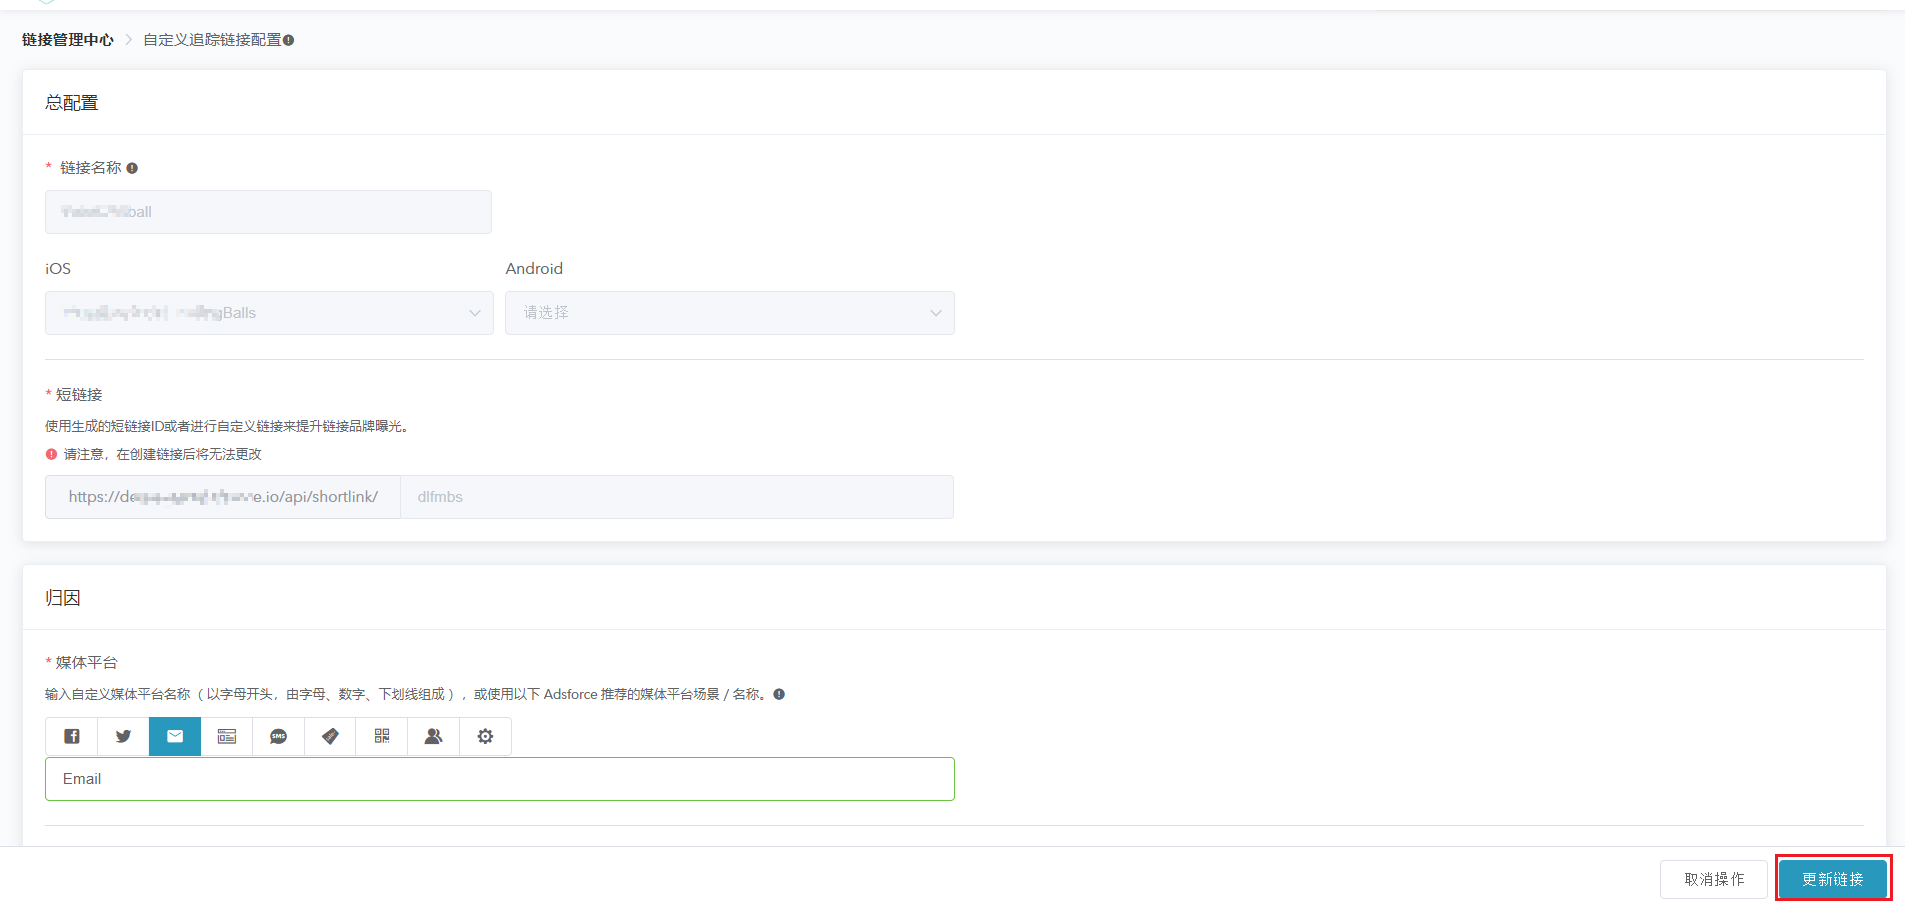 链接管理中心 > 自定义追踪链接配置
总配置
* 链接名称
ball
iOS Android
Balls 请选择
* 短链接
使用生成的短链接ID或者进行自定义链接来提升链接品牌曝光。
请注意，在创建链接后将无法更改
https://de e.io/api/shortlink/ dlfmbs
归因
* 媒体平台
输入自定义媒体平台名称（以字母开头，由字母、数字、下划线组成），或使用以下 Adsforce 推荐的媒体平台场景 / 名称。
SMS
Email
取消操作 更新链接